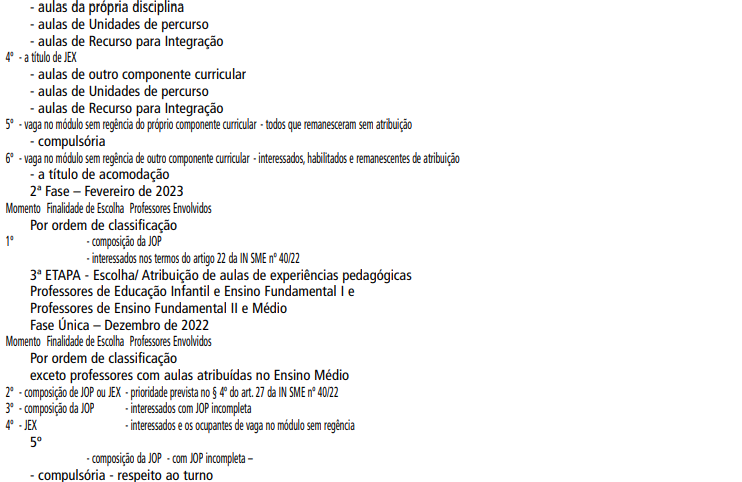 - aulas da própria disciplina
- aulas de Unidades de percurso
- aulas de Recurso para Integração
4º - a título de JEX
- aulas de outro componente curricular
- aulas de Unidades de percurso
- aulas de Recurso para Integração
5º - vaga no módulo sem regência do próprio componente curricular - todos que remanesceram sem atribuição
- compulsória
6º - vaga no módulo sem regência de outro componente curricular - interessados, habilitados e remanescentes de atribuição
- a título de acomodação
2ª Fase – Fevereiro de 2023
Momento Finalidade de Escolha Professores Envolvidos
Por ordem de classificação
1º - composição da JOP
- interessados nos termos do artigo 22 da IN SME nº 40/22
3ª ETAPA - Escolha/ Atribuição de aulas de experiências pedagógicas
Professores de Educação Infantil e Ensino Fundamental I e
Professores de Ensino Fundamental II e Médio
Fase Única – Dezembro de 2022
Momento Finalidade de Escolha Professores Envolvidos
Por ordem de classificação
exceto professores com aulas atribuídas no Ensino Médio
2º - composição de JOP ou JEX - prioridade prevista no § 4º do art. 27 da IN SME nº 40/22
3º - composição da JOP - interessados com JOP incompleta
4º - JEX - interessados e os ocupantes de vaga no módulo sem regência
5º
- composição da JOP - com JOP incompleta –
- compulsória - respeito ao turno